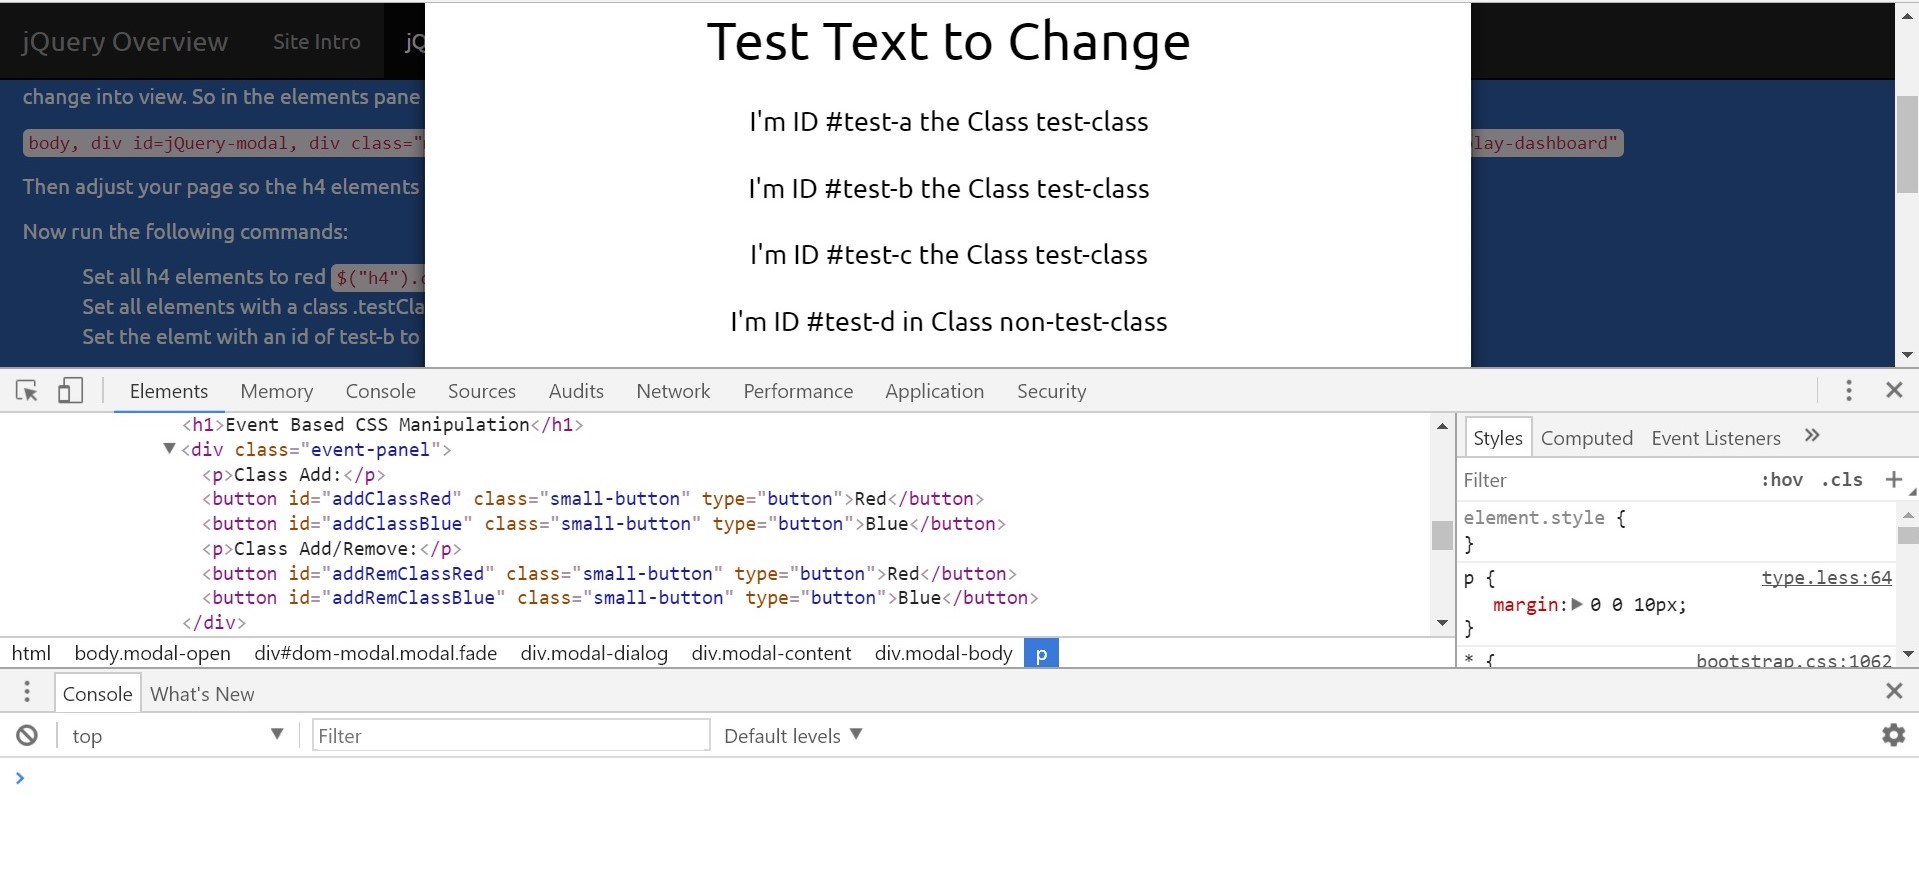 jQuery Overview Site Intro jQ
change into view. So in the elements pane
body, div id=jQuery-modal, div class="
lay-dashboard"
Then adjust your page so the h4 elements
Now run the following commands:
Set all h4 elements to red $("h4").
Set all elements with a class .testCla
Set the elemt with an id of test-b to
Test Text to Change
I'm ID #test-a the Class test-class
I'm ID #test-b the Class test-class
I'm ID #test-c the Class test-class
I'm ID #test-d in Class non-test-class
Elements Memory Console Sources Audits Network Performance Application Security
<h1>Event Based CSS Manipulation</h1>
<div class="event-panel">
<p>Class Add:</p>
<button id="addClassRed" class="small-button" type="button">Red</button>
<button id="addClassBlue" class="small-button" type="button">Blue</button>
<p>Class Add/Remove:</p>
<button id="addRemClassRed" class="small-button" type="button">Red</button>
<button id="addRemClassBlue" class="small-button" type="button">Blue</button>
</div>
html body.modal-open div#dom-modal.modal.fade div.modal-dialog div.modal-content div.modal-body p
Styles Computed Event Listeners »
Filter :hov .cls +
element.style {
}
p { type.less:64
margin:▶ 0 0 10px;
}
* { bootstrap.css:1062
Console What's New
top Filter Default levels